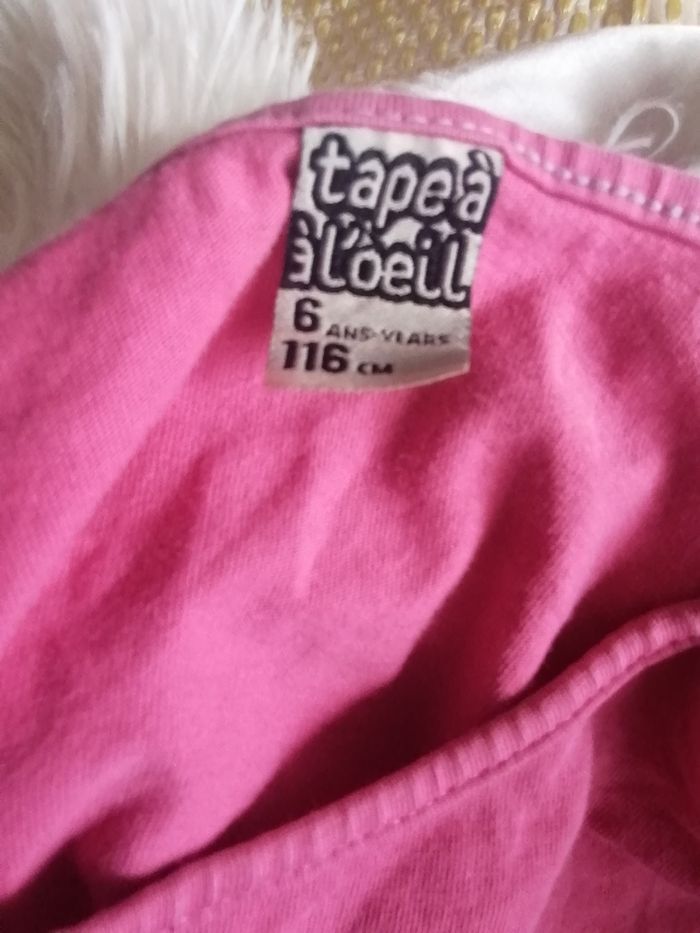 tape à
à l'oeil
6 ANS-YEARS
116 CM